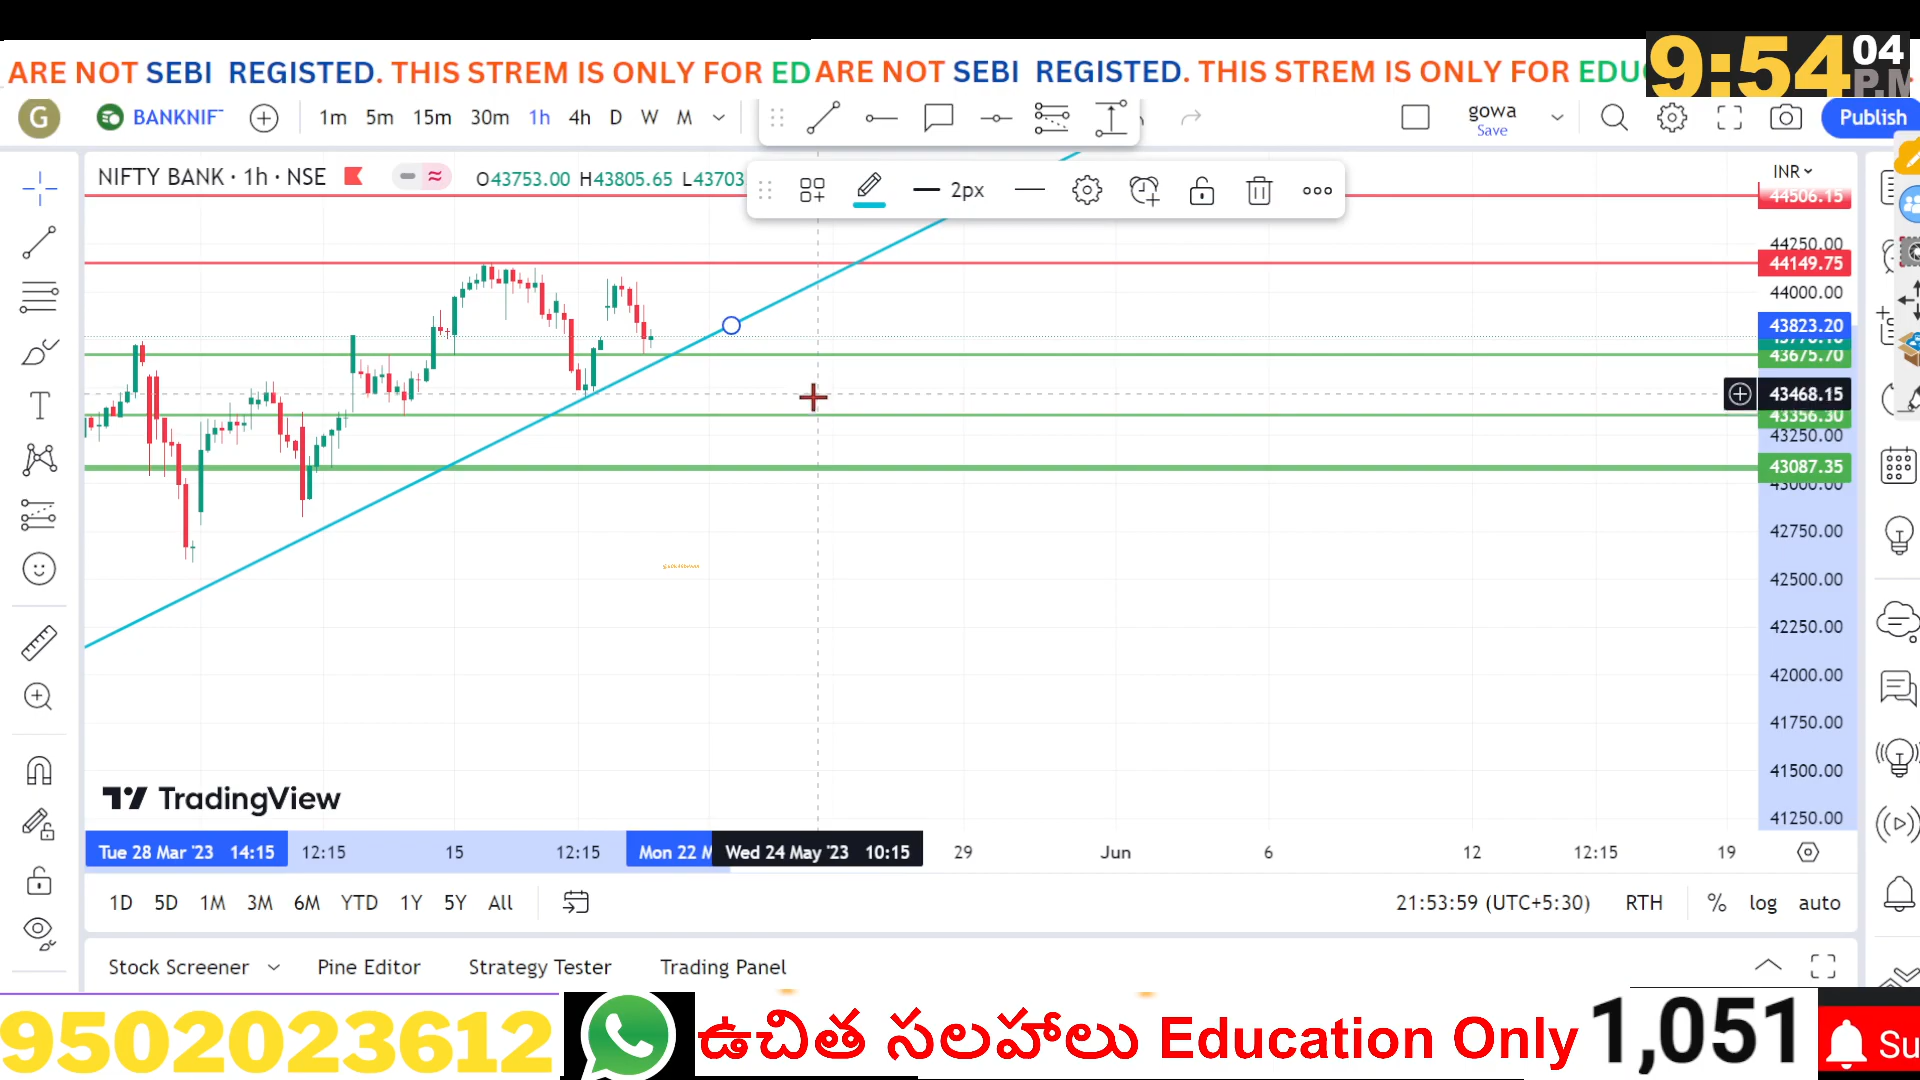 ARE NOT SEBI REGISTED. THIS STREM IS ONLY FOR ED ARE NOT SEBI REGISTED. THIS STREM IS ONLY FOR EDU
9:54 04 P.M
G BANKNIF 1m 5m 15m 30m 1h 4h D W M gowa Save Publish
NIFTY BANK · 1h · NSE O43753.00 H43805.65 L43703
2px
INR
44506.15
44250.00
44149.75
44000.00
43823.20
43675.70
43468.15
43356.30
43250.00
43087.35
43000.00
42750.00
42500.00
42250.00
42000.00
41750.00
41500.00
41250.00
TradingView
Tue 28 Mar '23 14:15 12:15 15 12:15 Mon 22 M Wed 24 May '23 10:15 29 Jun 6 12 12:15 19
1D 5D 1M 3M 6M YTD 1Y 5Y All 21:53:59 (UTC+5:30) RTH % log auto
Stock Screener Pine Editor Strategy Tester Trading Panel
9502023612 ఉచిత సలహాలు Education Only 1,051 Su